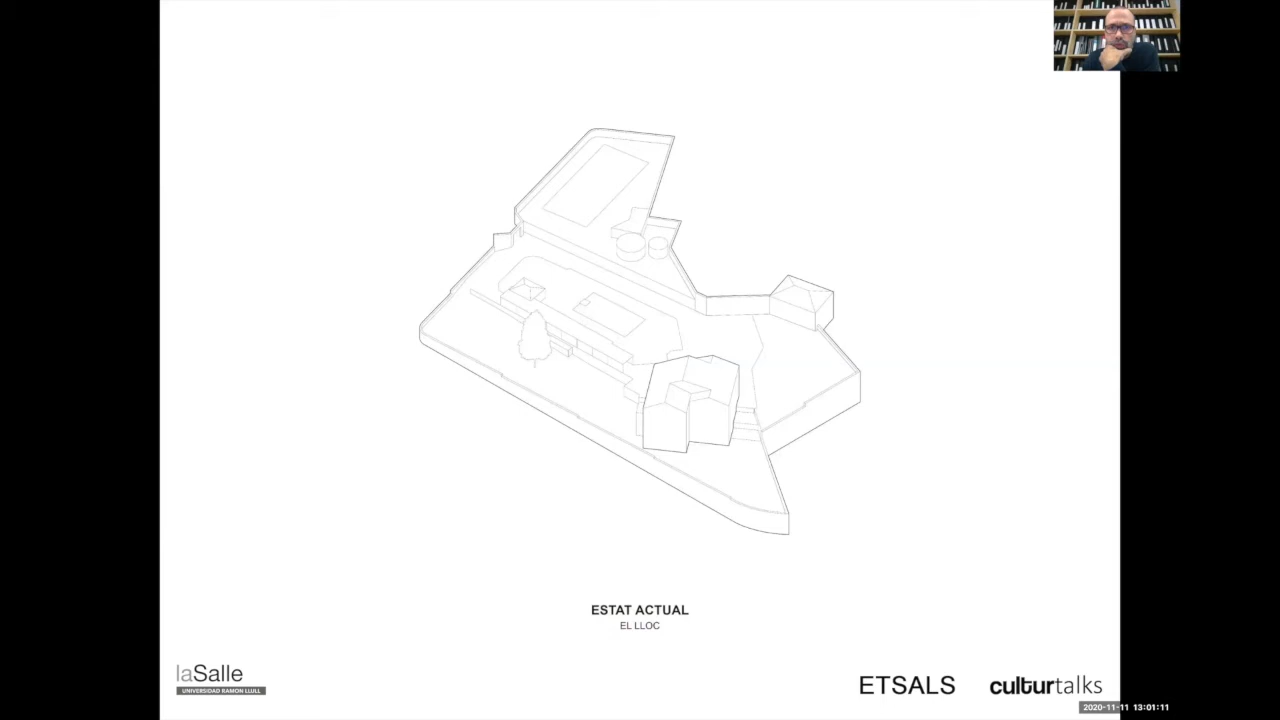 ESTAT ACTUAL
EL LLOC
laSalle
UNIVERSIDAD RAMON LLULL
ETSALS
culturtalks
2020-11-11 13:01:11